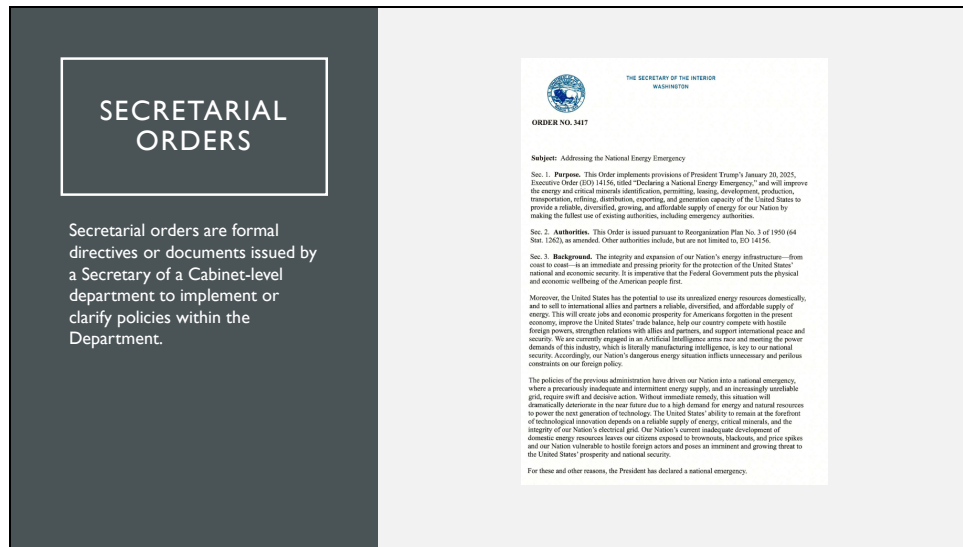 SECRETARIAL
ORDERS
Secretarial orders are formal
directives or documents issued by
a Secretary of a Cabinet-level
department to implement or
clarify policies within the
Department.
THE SECRETARY OF THE INTERIOR
WASHINGTON
ORDER NO. 3417
Subject: Addressing the National Energy Emergency
Sec. 1. Purpose. This Order implements provisions of President Trump's January 20, 2025,
Executive Order (EO) 14156, titled "Declaring a National Energy Emergency," and will improve
the energy and critical minerals identification, permitting, leasing, development, production,
transportation, refining, distribution, exporting, and generation capacity of the United States to
provide a reliable, diversified, growing, and affordable supply of energy for our Nation by
making the fullest use of existing authorities, including emergency authorities.
Sec. 2. Authorities. This Order is issued pursuant to Reorganization Plan No. 3 of 1950 (64
Stat. 1262), as amended. Other authorities include, but are not limited to, EO 14156.
Sec. 3. Background. The integrity and expansion of our Nation's energy infrastructure—from
coast to coast—is an immediate and pressing priority for the protection of the United States'
national and economic security. It is imperative that the Federal Government puts the physical
and economic wellbeing of the American people first.
Moreover, the United States has the potential to use its unrealized energy resources domestically,
and to sell to international allies and partners a reliable, diversified, and affordable supply of
energy. This will create jobs and economic prosperity for Americans forgotten in the present
economy, improve the United States' trade balance, help our country compete with hostile
foreign powers, strengthen relations with allies and partners, and support international peace and
security. We are currently engaged in an Artificial Intelligence arms race and meeting the power
demands of this industry, which is literally manufacturing intelligence, is key to our national
security. Accordingly, our Nation's dangerous energy situation inflicts unnecessary and perilous
constraints on our foreign policy.
The policies of the previous administration have driven our Nation into a national emergency,
where a precariously inadequate and intermittent energy supply, and an increasingly unreliable
grid, require swift and decisive action. Without immediate remedy, this situation will
dramatically deteriorate in the near future due to a high demand for energy and natural resources
to power the next generation of technology. The United States' ability to remain at the forefront
of technological innovation depends on a reliable supply of energy, critical minerals, and the
integrity of our Nation's electrical grid. Our Nation's current inadequate development of
domestic energy resources leaves our citizens exposed to brownouts, blackouts, and price spikes
and our Nation vulnerable to hostile foreign actors and poses an imminent and growing threat to
the United States' prosperity and national security.
For these and other reasons, the President has declared a national emergency.